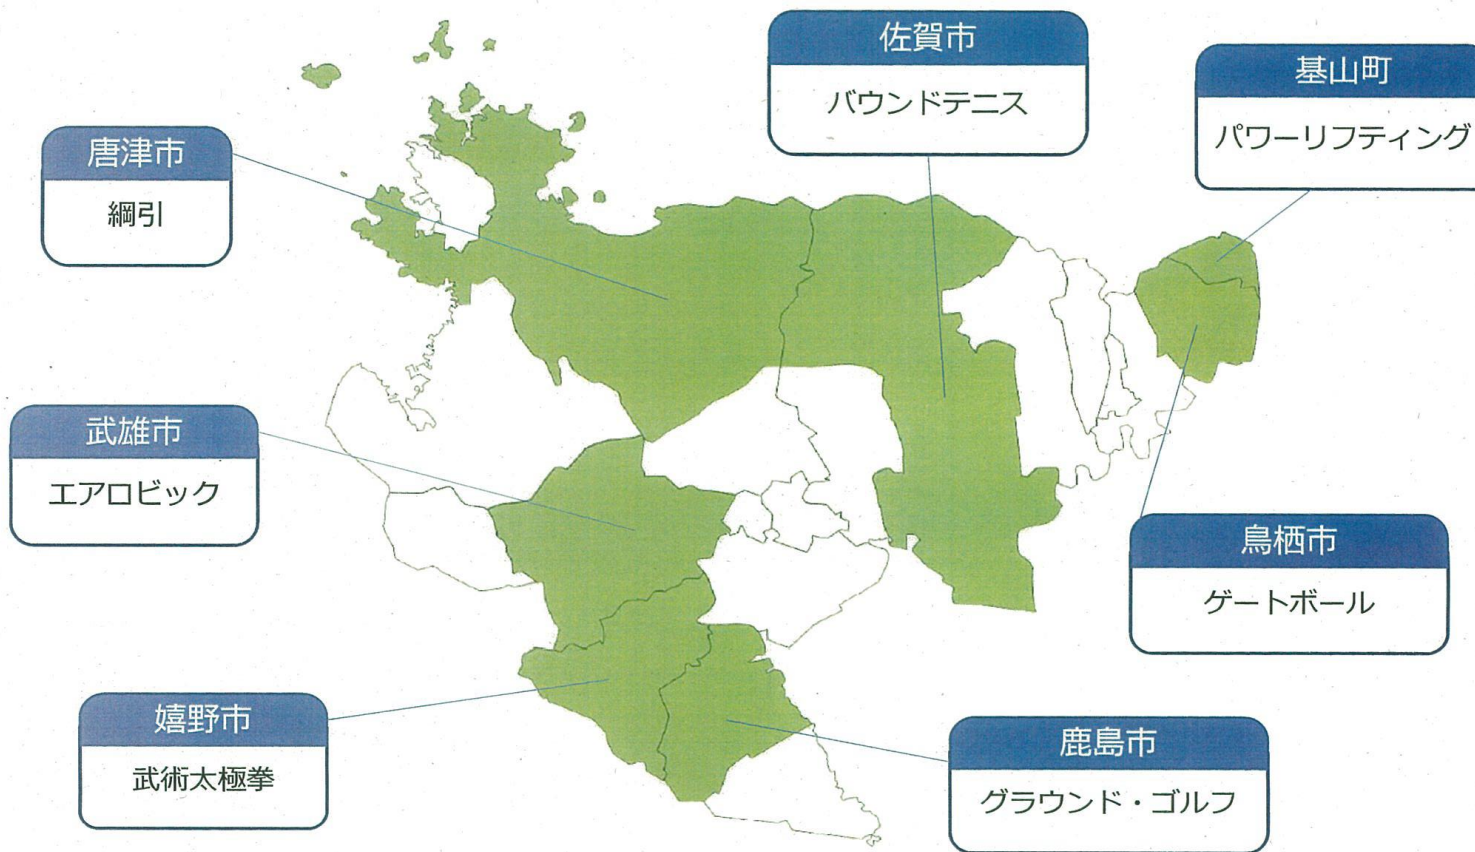 佐賀市
バウンドテニス
基山町
パワーリフティング
唐津市
綱引
武雄市
エアロビック
鳥栖市
ゲートボール
嬉野市
武術太極拳
鹿島市
グラウンド・ゴルフ